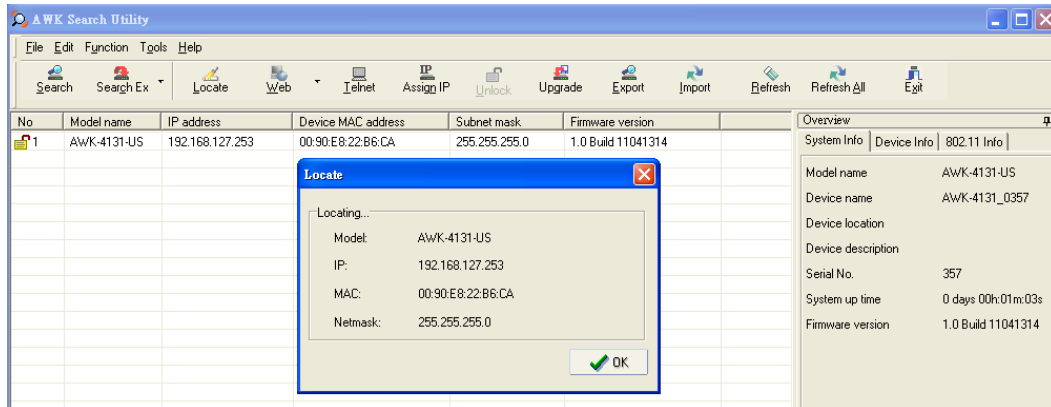 AWK Search Utility
File Edit Function Tools Help
Search Search Ex Locate Web Telnet Assign IP Unlock Upgrade Export Import Refresh Refresh All Exit
No Model name IP address Device MAC address Subnet mask Firmware version
1 AWK-4131-US 192.168.127.253 00:90:E8:22:B6:CA 255.255.255.0 1.0 Build 11041314
Locate
Locating...
Model: AWK-4131-US
IP: 192.168.127.253
MAC: 00:90:E8:22:B6:CA
Netmask: 255.255.255.0
OK
Overview
System Info Device Info 802.11 Info
Model name AWK-4131-US
Device name AWK-4131_0357
Device location
Device description
Serial No. 357
System up time 0 days 00h:01m:03s
Firmware version 1.0 Build 11041314